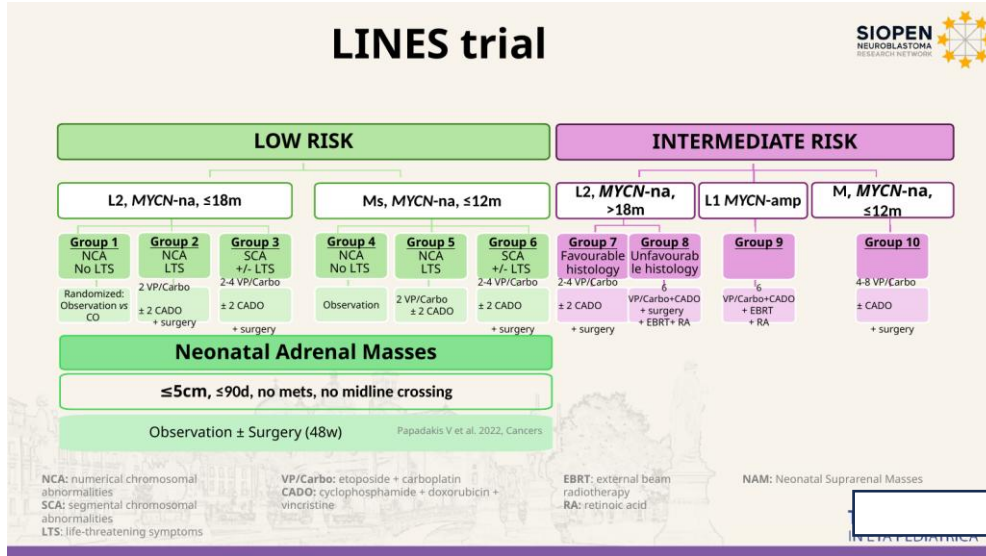 LINES trial
SIOPEN
NEUROBLASTOMA
RESEARCH NETWORK
LOW RISK
INTERMEDIATE RISK
L2, MYCN-na, ≤18m
Ms, MYCN-na, ≤12m
L2, MYCN-na,
>18m
L1 MYCN-amp
M, MYCN-na,
≤12m
Group 1
NCA
No LTS
Group 2
NCA
LTS
Group 3
SCA
+/- LTS
Group 4
NCA
No LTS
Group 5
NCA
LTS
Group 6
SCA
+/- LTS
Group 7
Favourable
histology
Group 8
Unfavourab
le histology
Group 9
Group 10
Randomized:
Observation vs
CO
2 VP/Carbo
± 2 CADO
+ surgery
2-4 VP/Carbo
± 2 CADO
+ surgery
Observation
2 VP/Carbo
± 2 CADO
2-4 VP/Carbo
± 2 CADO
+ surgery
2-4 VP/Carbo
± 2 CADO
+ surgery
6
VP/Carbo+CADO
+ surgery
+ EBRT+ RA
6
VP/Carbo+CADO
+ EBRT
+ RA
4-8 VP/Carbo
± CADO
+ surgery
Neonatal Adrenal Masses
≤5cm, ≤90d, no mets, no midline crossing
Observation ± Surgery (48w)
Papadakis V et al. 2022, Cancers
NCA: numerical chromosomal
abnormalities
SCA: segmental chromosomal
abnormalities
LTS: life-threatening symptoms
VP/Carbo: etoposide + carboplatin
CADO: cyclophosphamide + doxorubicin +
vincristine
EBRT: external beam
radiotherapy
RA: retinoic acid
NAM: Neonatal Suprarenal Masses